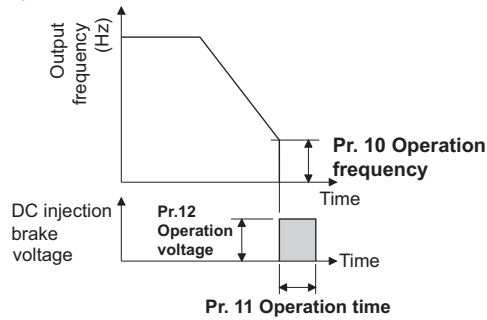 Output
frequency
(Hz)
Pr. 10 Operation
frequency
Time
DC injection
brake
voltage
Pr.12
Operation
voltage
Time
Pr. 11 Operation time